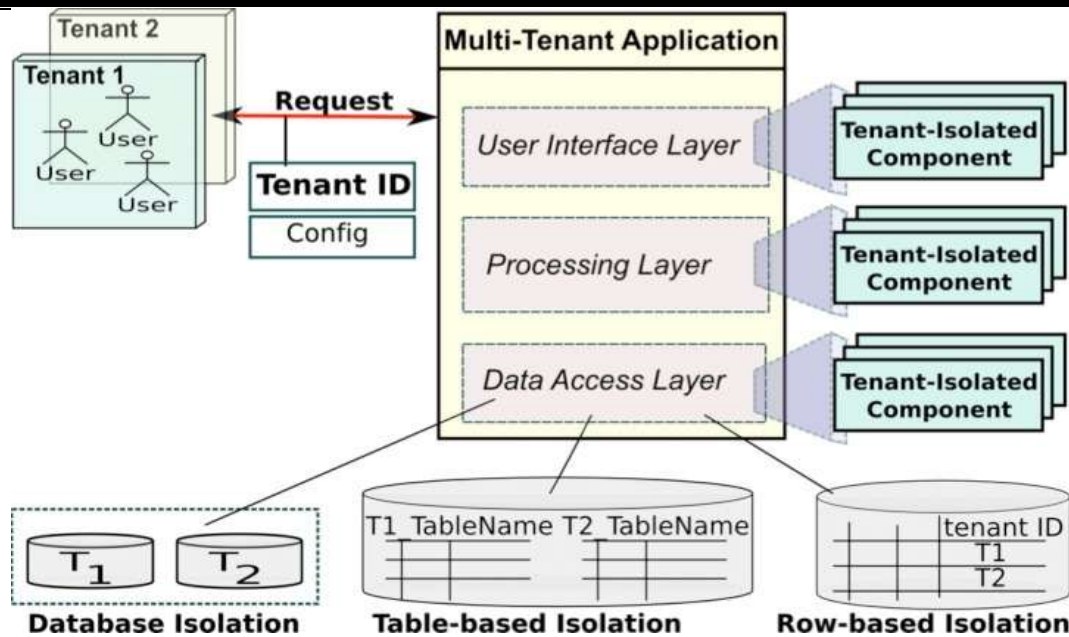 Tenant 2
Tenant 1
User
User
User
Request
Tenant ID
Config
Multi-Tenant Application
User Interface Layer
Tenant-Isolated
Component
Processing Layer
Tenant-Isolated
Component
Data Access Layer
Tenant-Isolated
Component
T1
T2
Database Isolation
T1_TableName T2_TableName
Table-based Isolation
tenant ID
T1
T2
Row-based Isolation